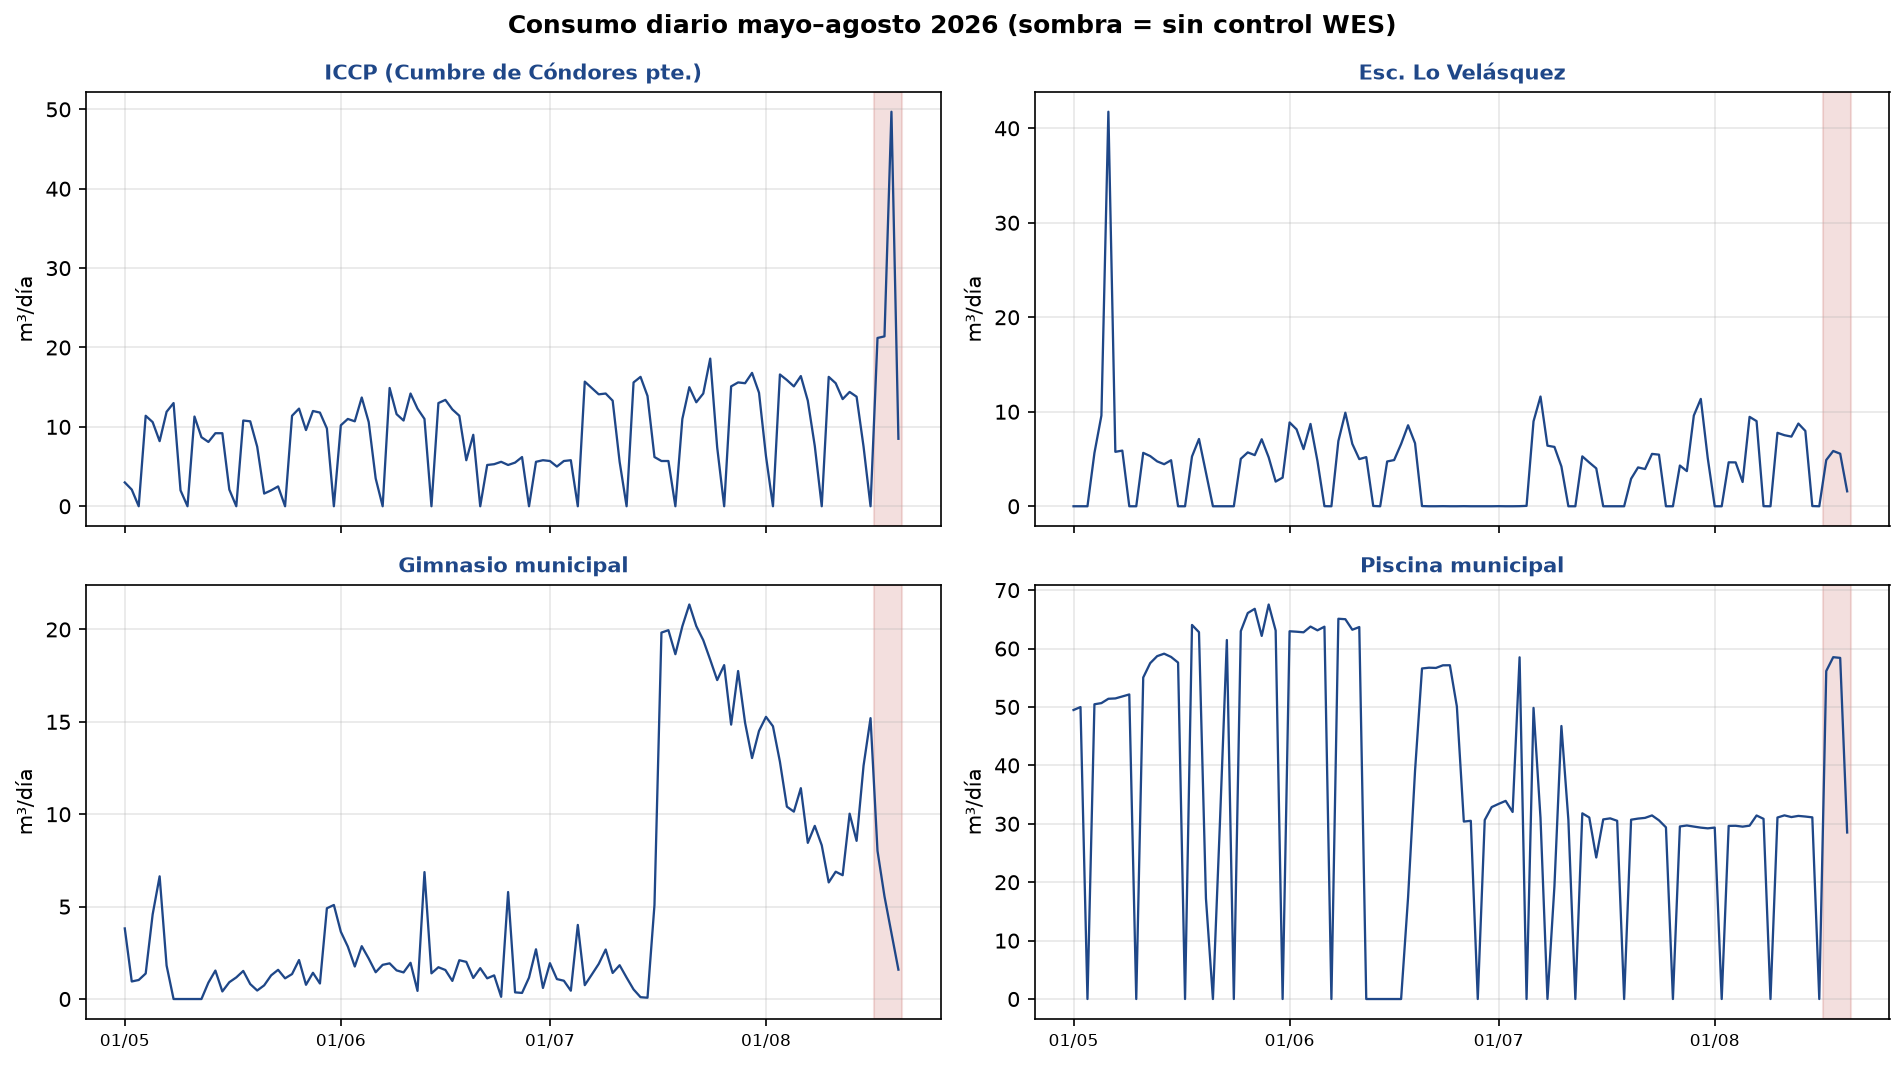 Consumo diario mayo–agosto 2026 (sombra = sin control WES)
ICCP (Cumbre de Cóndores pte.)
50
40
30
20
10
0
m³/día
Esc. Lo Velásquez
40
30
20
10
0
m³/día
Gimnasio municipal
20
15
10
5
0
m³/día
01/05 01/06 01/07 01/08
Piscina municipal
70
60
50
40
30
20
10
0
m³/día
01/05 01/06 01/07 01/08